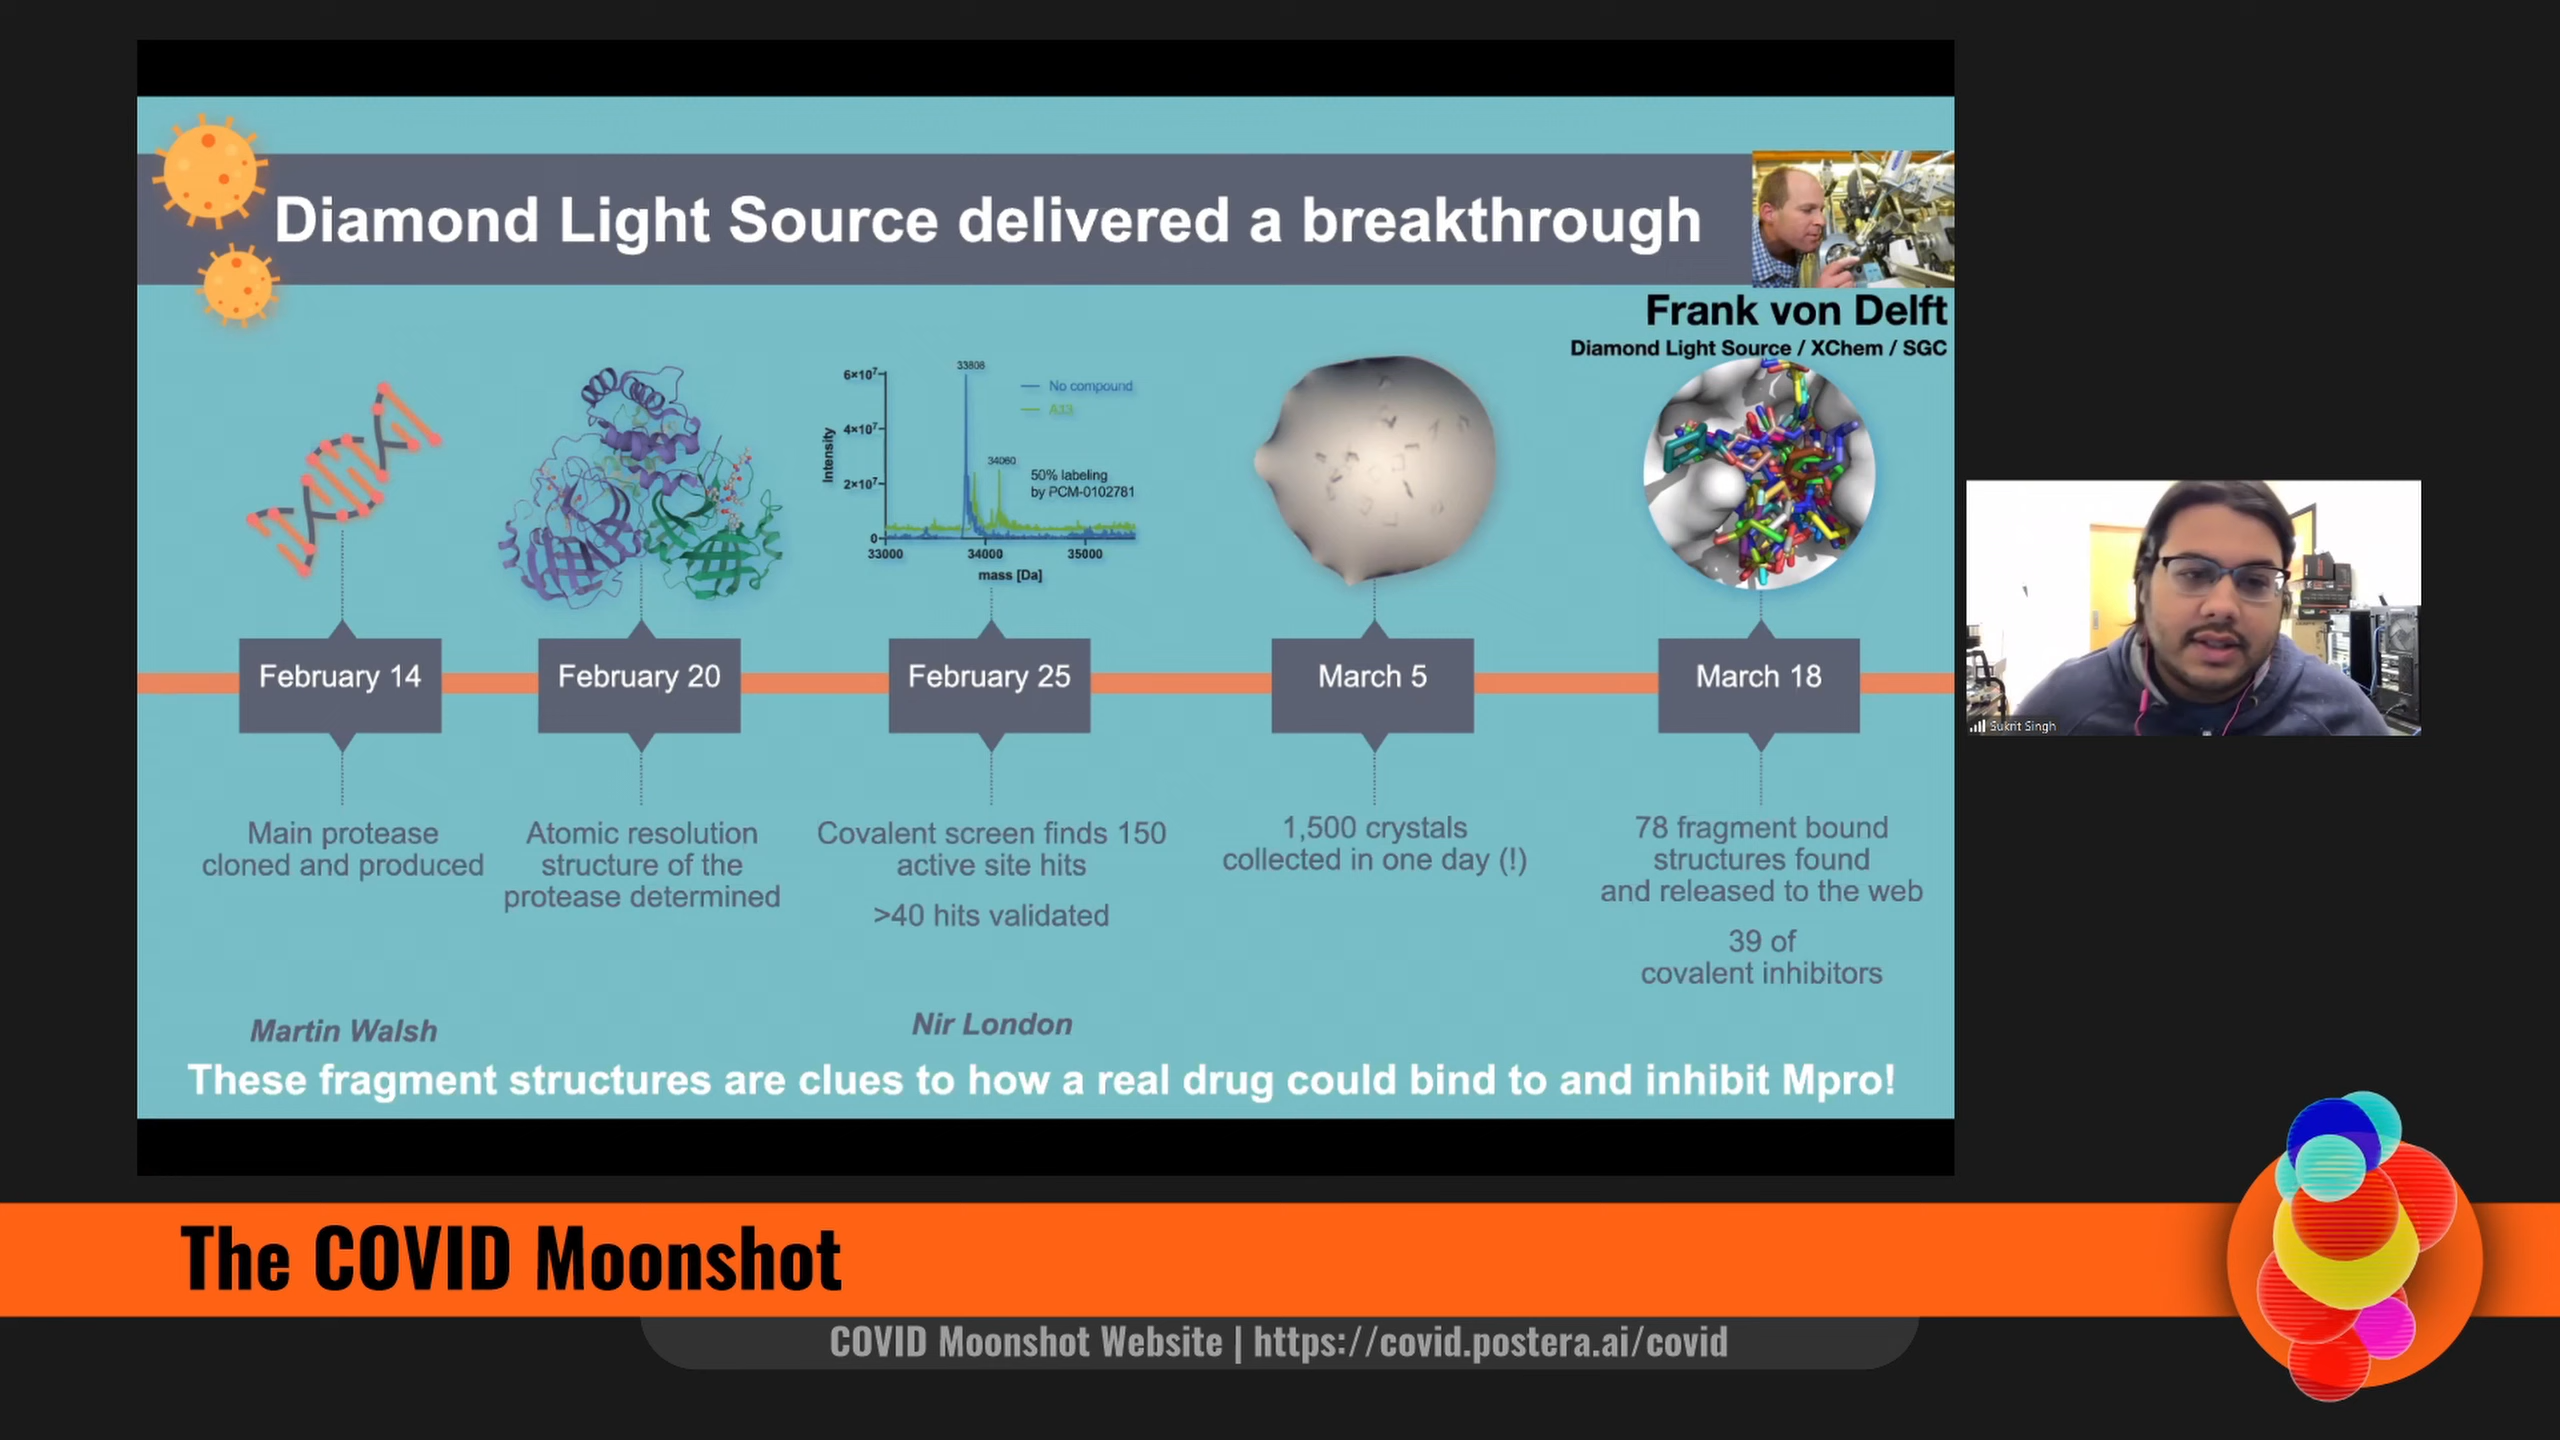 Diamond Light Source delivered a breakthrough
Frank von Delft
Diamond Light Source / XChem / SGC
6×10⁷
4×10⁷
2×10⁷
0
Intensity
33808
34060
No compound
A13
50% labeling
by PCM-0102781
33000
34000
35000
mass [Da]
February 14
February 20
February 25
March 5
March 18
Main protease
cloned and produced
Atomic resolution
structure of the
protease determined
Covalent screen finds 150
active site hits
>40 hits validated
1,500 crystals
collected in one day (!)
78 fragment bound
structures found
and released to the web
39 of
covalent inhibitors
Martin Walsh
Nir London
These fragment structures are clues to how a real drug could bind to and inhibit Mpro!
Sukrit Singh
The COVID Moonshot
COVID Moonshot Website | https://covid.postera.ai/covid